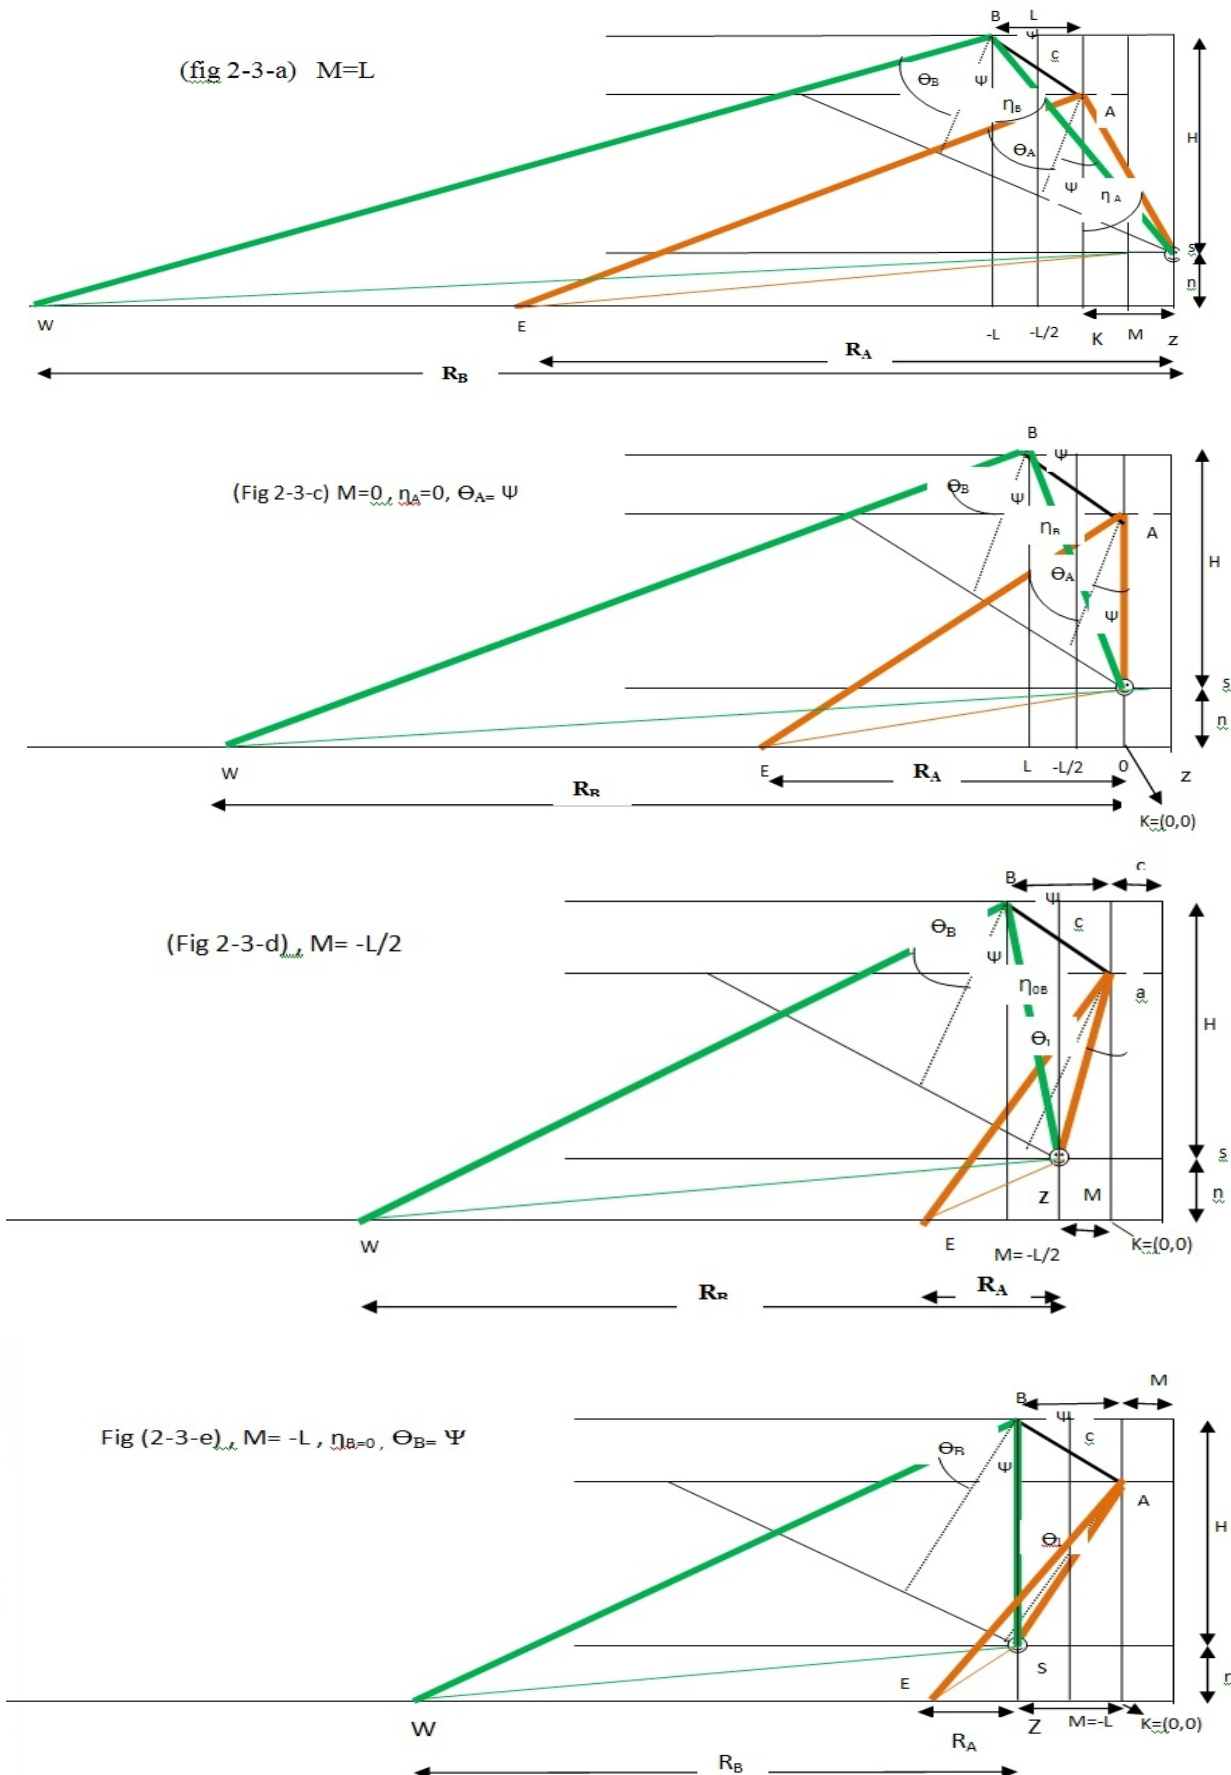 B L
Ψ
(fig 2-3-a) M=L
c
ϴB Ψ
ηB A
H
ϴA
Ψ η A
s
n
W E -L -L/2 K M z
RA
RB
B
Ψ
(Fig 2-3-c) M=0 , ηA=0, ϴA= Ψ
ϴB Ψ
ηB A
H
ϴA
Ψ
s
n
W E L -L/2 0 z
RA
RB
K=(0,0)
B c
Ψ
(Fig 2-3-d) , M= -L/2
ϴB c
Ψ
η0B a
H
ϴ1
s
Z M n
W E M= -L/2 K=(0,0)
RA
RB
M
B Ψ
Fig (2-3-e) , M= -L , ηB=0 , ϴB= Ψ
ϴB Ψ c
A
H
ϴ1
S
E n
W Z M=-L K=(0,0)
RA
RB